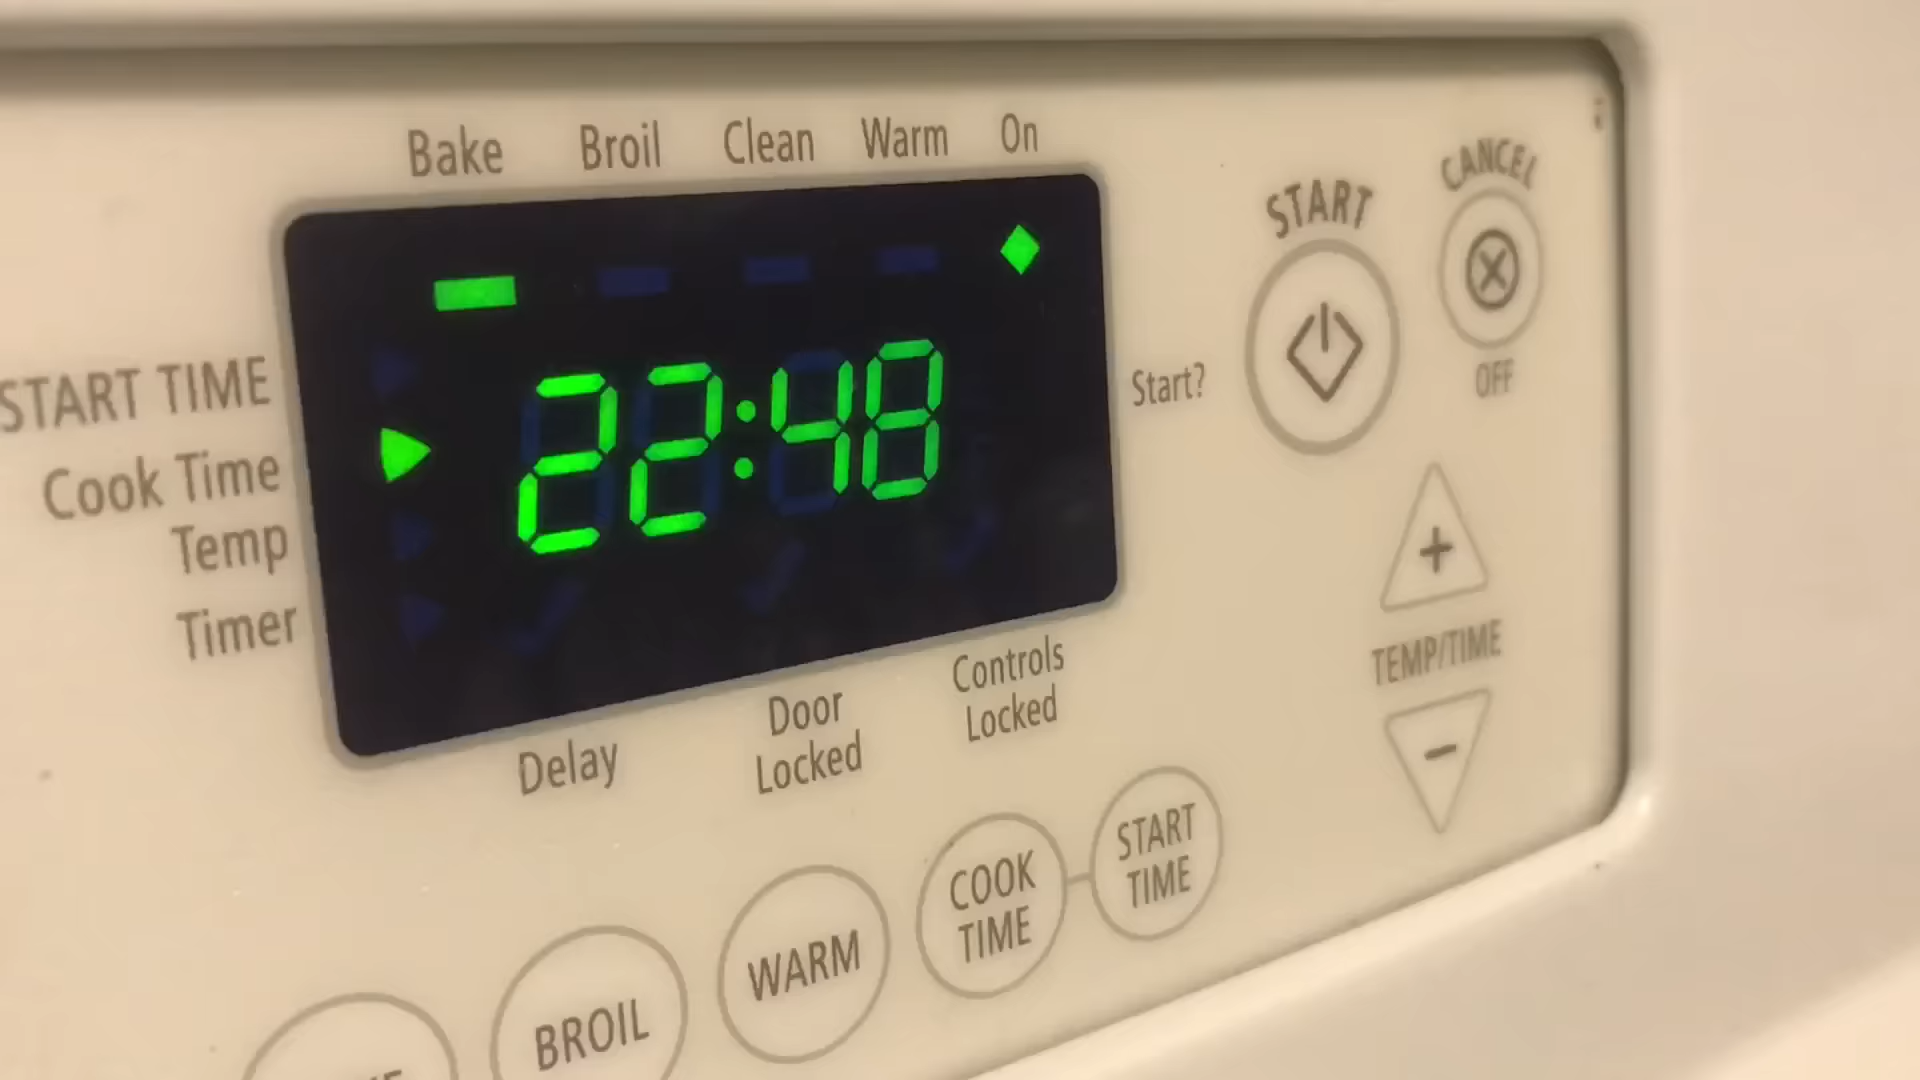 Bake Broil Clean Warm On
START TIME
Cook Time
Temp
Timer
22:48
Start?
Delay
Door
Locked
Controls
Locked
START
CANCEL
OFF
+
TEMP/TIME
-
BROIL
WARM
COOK
TIME
START
TIME